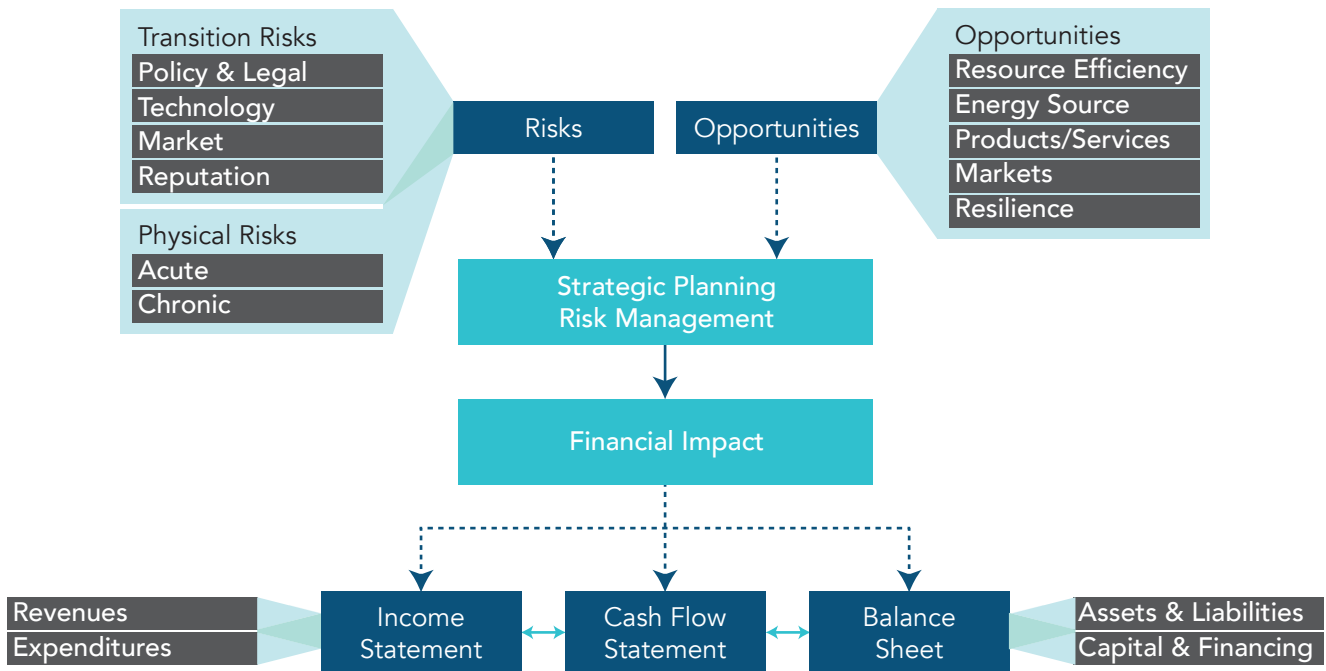 Transition Risks
Policy & Legal
Technology
Market
Reputation
Physical Risks
Acute
Chronic
Risks
Opportunities
Opportunities
Resource Efficiency
Energy Source
Products/Services
Markets
Resilience
Strategic Planning
Risk Management
Financial Impact
Revenues
Expenditures
Income
Statement
Cash Flow
Statement
Balance
Sheet
Assets & Liabilities
Capital & Financing